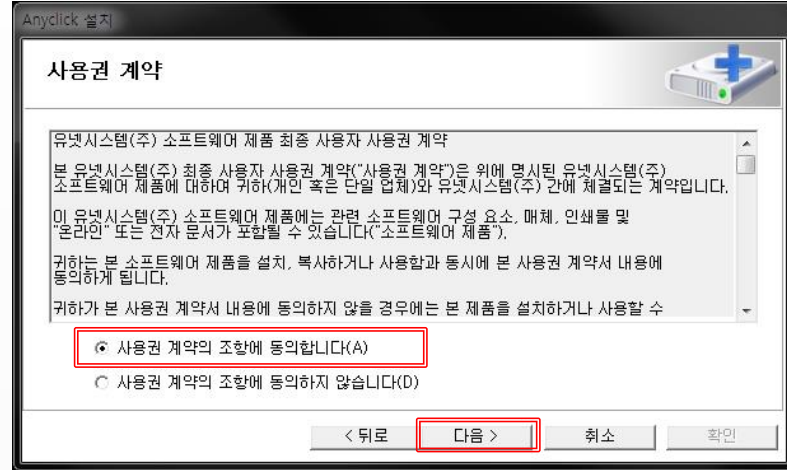 Anyclick 설치
사용권 계약
유넷시스템(주) 소프트웨어 제품 최종 사용자 사용권 계약
본 유넷시스템(주) 최종 사용자 사용권 계약("사용권 계약")은 위에 명시된 유넷시스템(주)
소프트웨어 제품에 대하여 귀하(개인 혹은 단일 업체)와 유넷시스템(주) 간에 체결되는 계약입니다.
이 유넷시스템(주) 소프트웨어 제품에는 관련 소프트웨어 구성 요소, 매체, 인쇄물 및
"온라인" 또는 전자 문서가 포함될 수 있습니다("소프트웨어 제품").
귀하는 본 소프트웨어 제품을 설치, 복사하거나 사용함과 동시에 본 사용권 계약서 내용에
동의하게 됩니다.
귀하가 본 사용권 계약서 내용에 동의하지 않을 경우에는 본 제품을 설치하거나 사용할 수
사용권 계약의 조항에 동의합니다(A)
사용권 계약의 조항에 동의하지 않습니다(D)
< 뒤로 다음 > 취소 확인